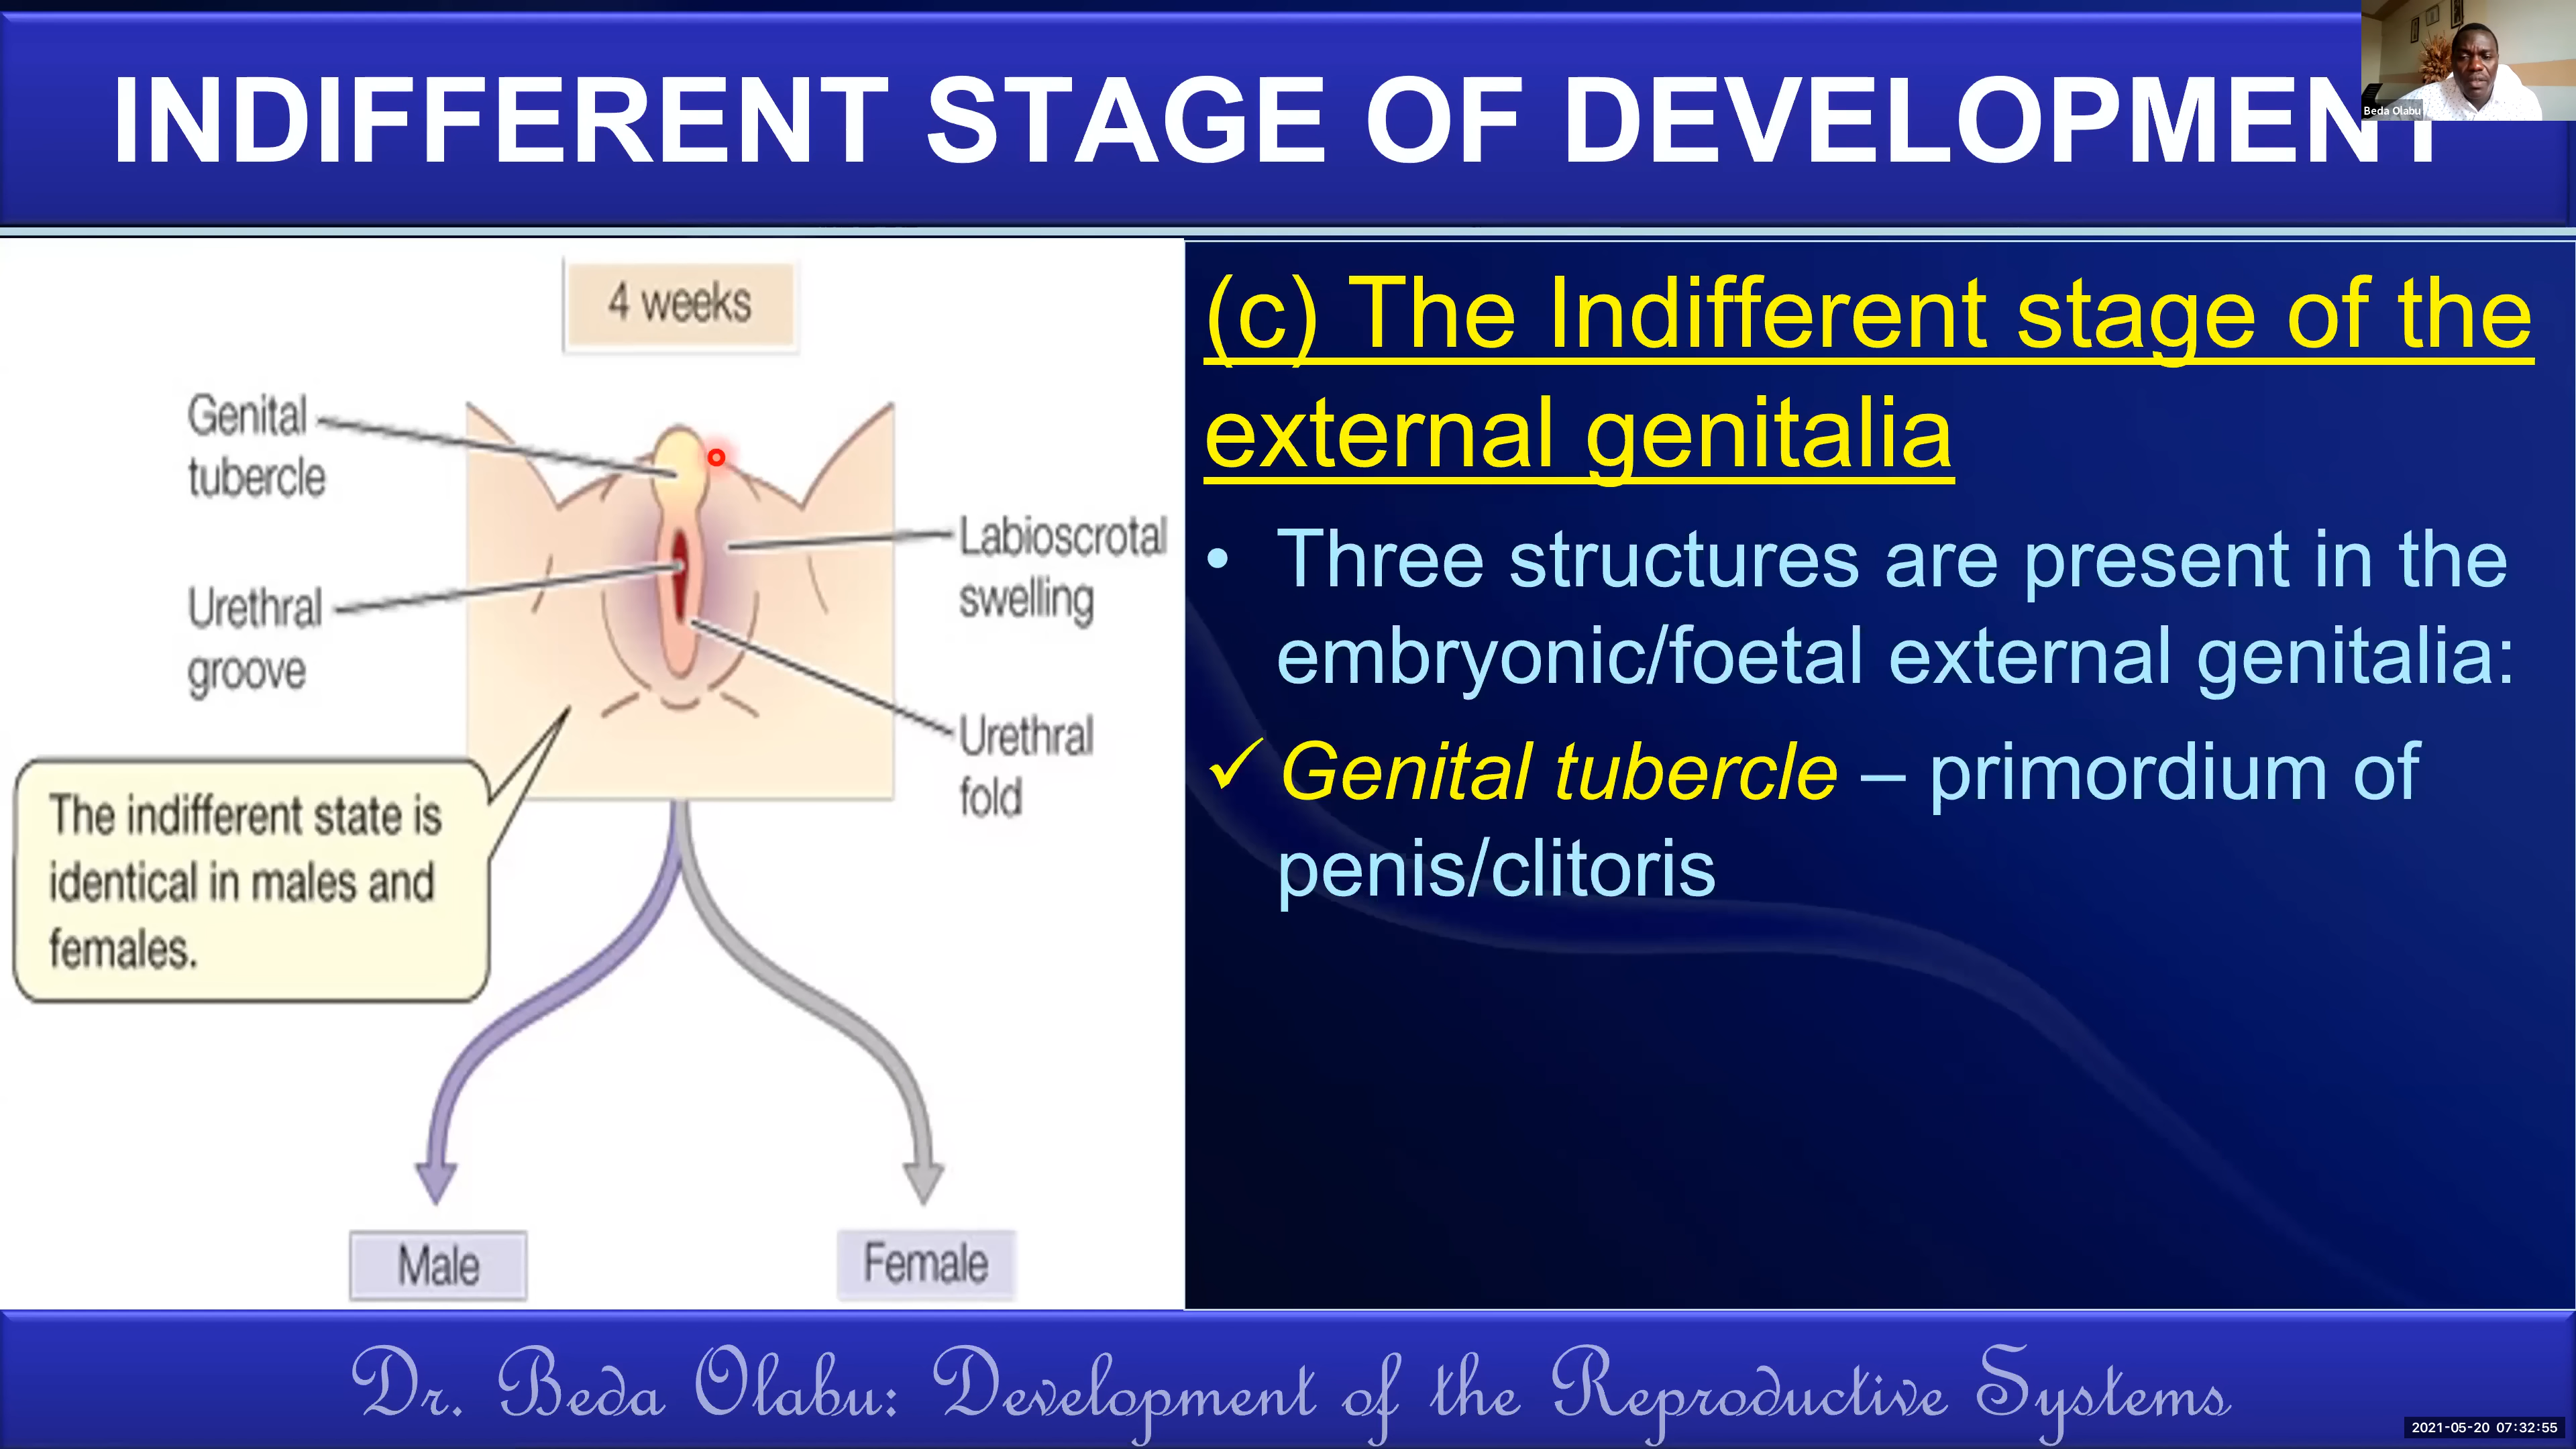 INDIFFERENT STAGE OF DEVELOPMENT
Beda Olabu
4 weeks
Genital
tubercle
Urethral
groove
Labioscrotal
swelling
Urethral
fold
The indifferent state is
identical in males and
females.
Male
Female
(c) The Indifferent stage of the
external genitalia
• Three structures are present in the
embryonic/foetal external genitalia:
✓ Genital tubercle – primordium of
penis/clitoris
Dr. Beda Olabu: Development of the Reproductive Systems
2021-05-20 07:32:55